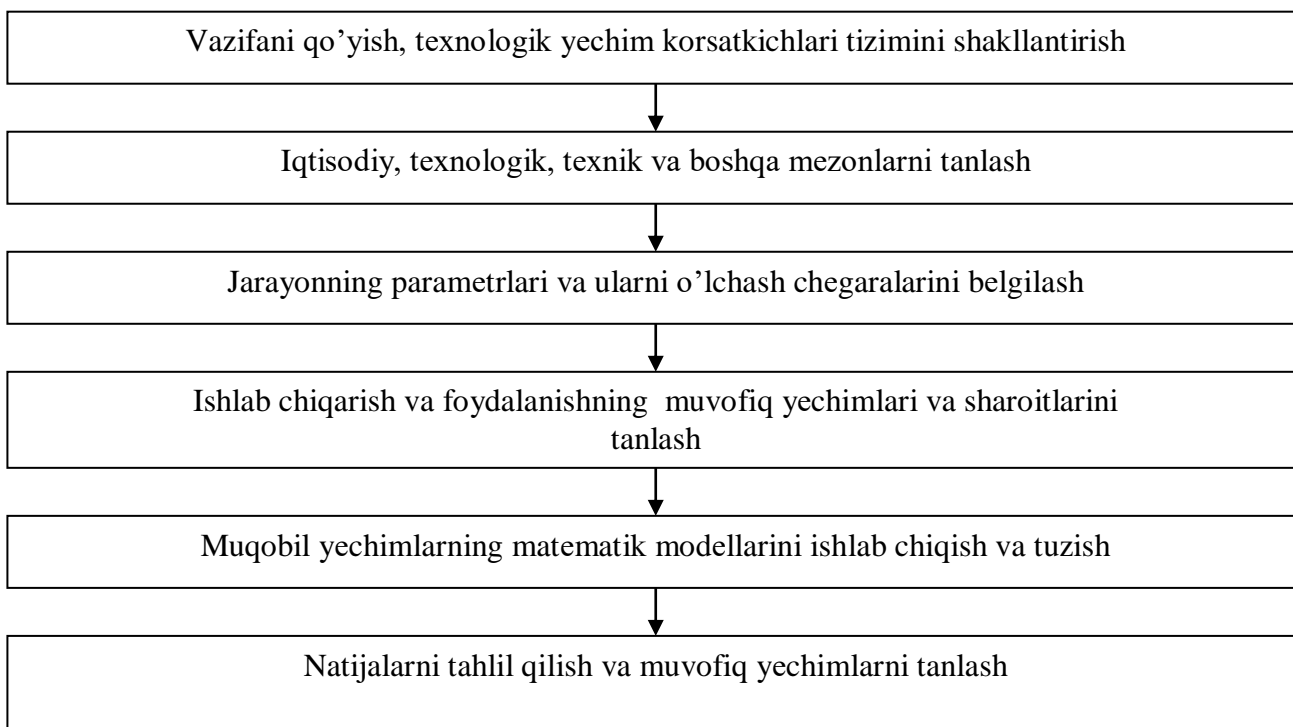 Vazifani qo’yish, texnologik yechim korsatkichlari tizimini shakllantirish
Iqtisodiy, texnologik, texnik va boshqa mezonlarni tanlash
Jarayonning parametrlari va ularni o’lchash chegaralarini belgilash
Ishlab chiqarish va foydalanishning muvofiq yechimlari va sharoitlarini
tanlash
Muqobil yechimlarning matematik modellarini ishlab chiqish va tuzish
Natijalarni tahlil qilish va muvofiq yechimlarni tanlash